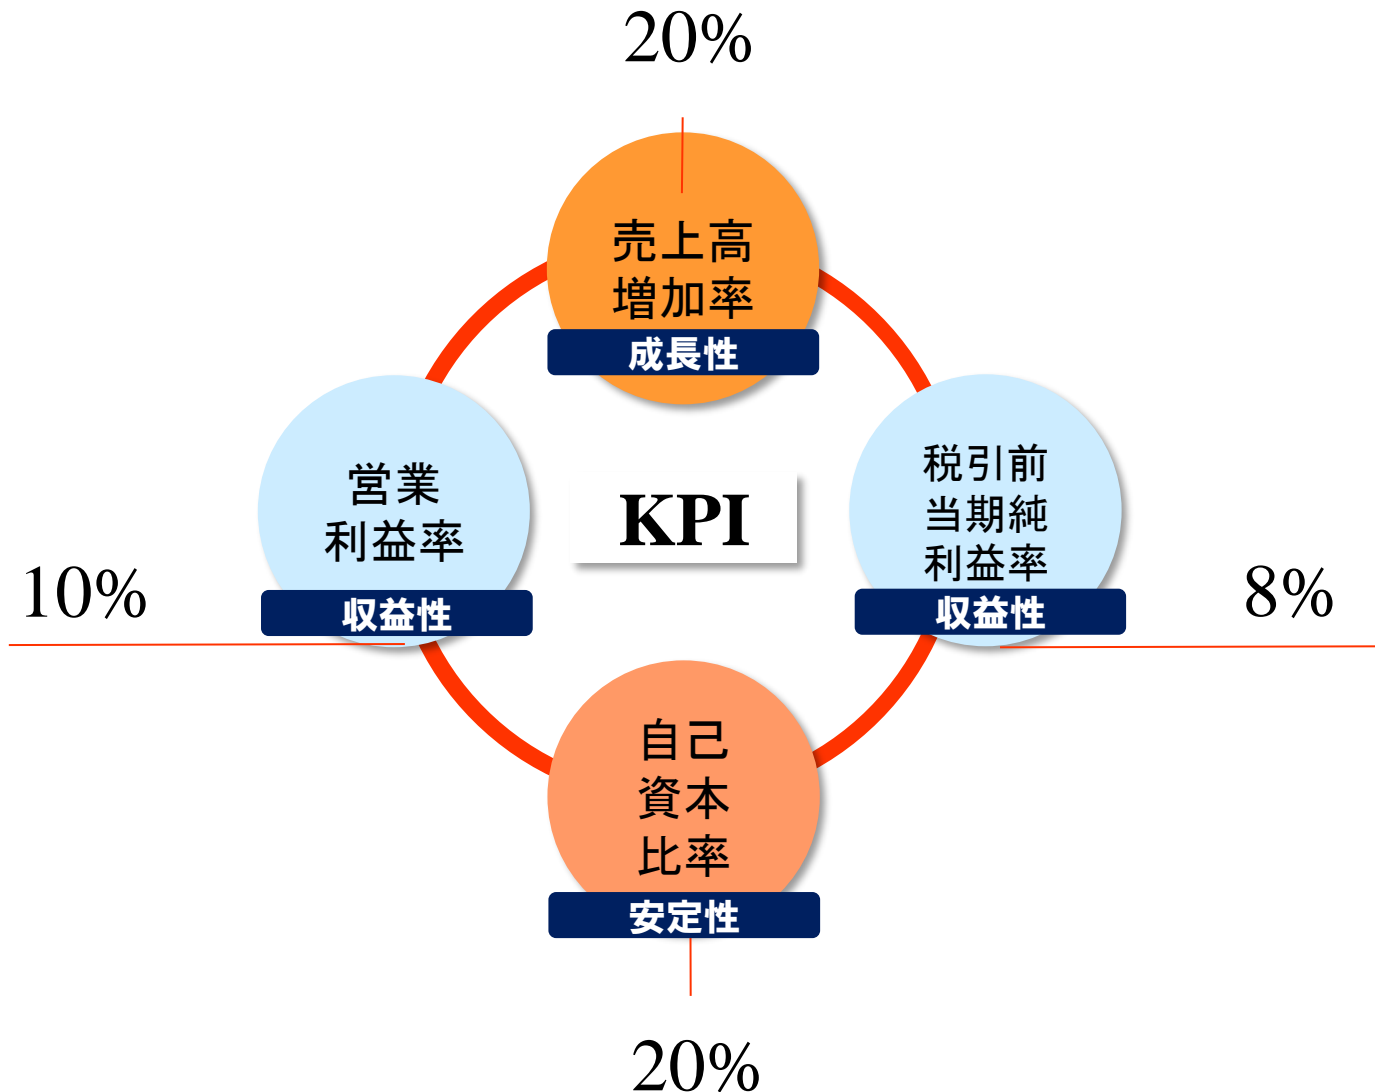 20%
売上高
増加率
成長性
営業
利益率
収益性
10%
KPI
税引前
当期純
利益率
収益性
8%
自己
資本
比率
安定性
20%